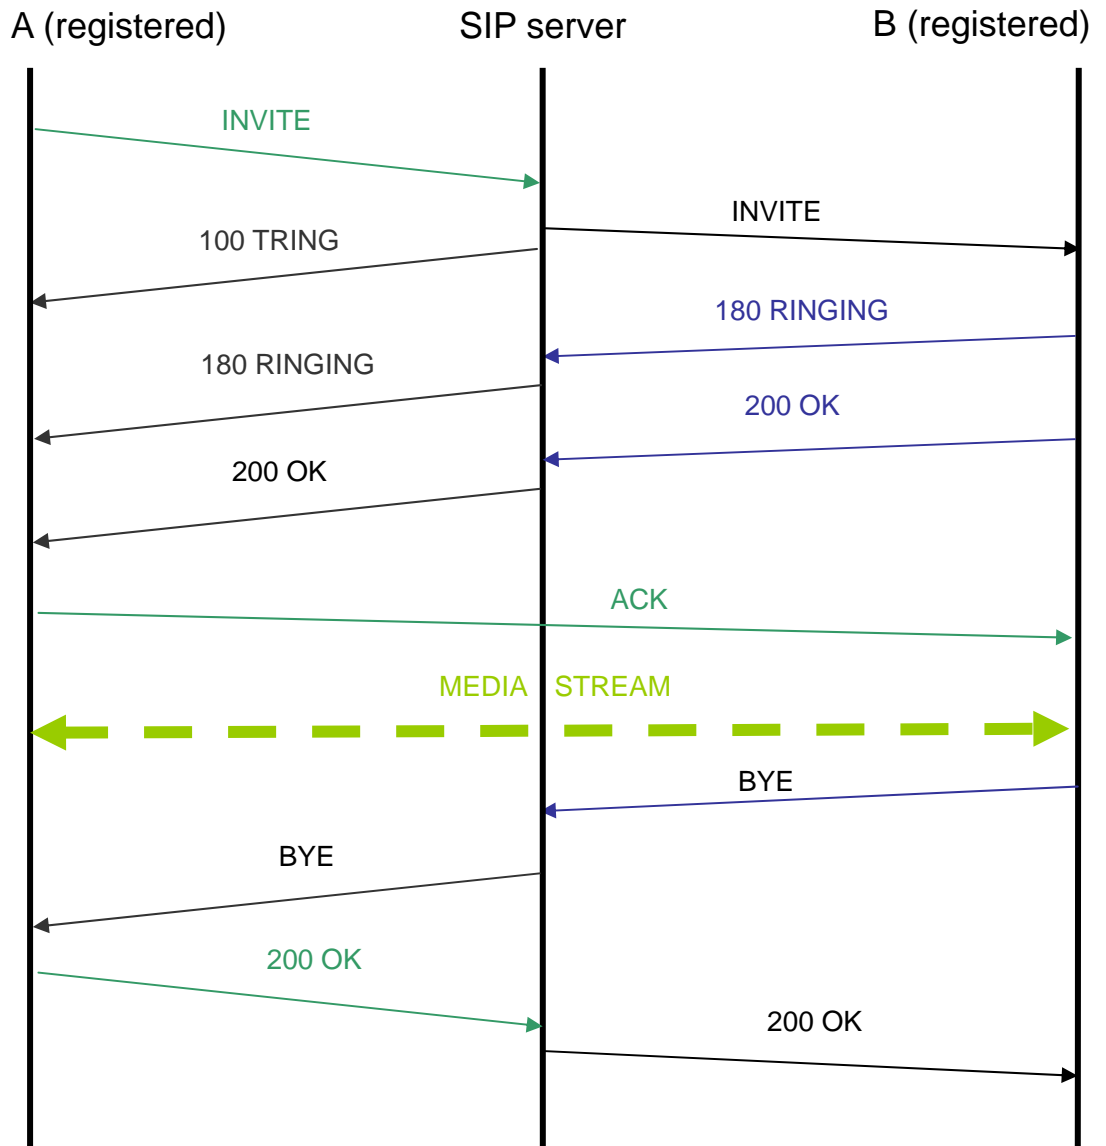 A (registered)
SIP server
B (registered)
INVITE
INVITE
100 TRING
180 RINGING
180 RINGING
200 OK
200 OK
ACK
MEDIA STREAM
BYE
BYE
200 OK
200 OK